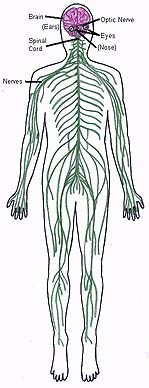 Brain
Optic Nerve
(Ears)
Eyes
Spinal
Cord
(Nose)
Nerves